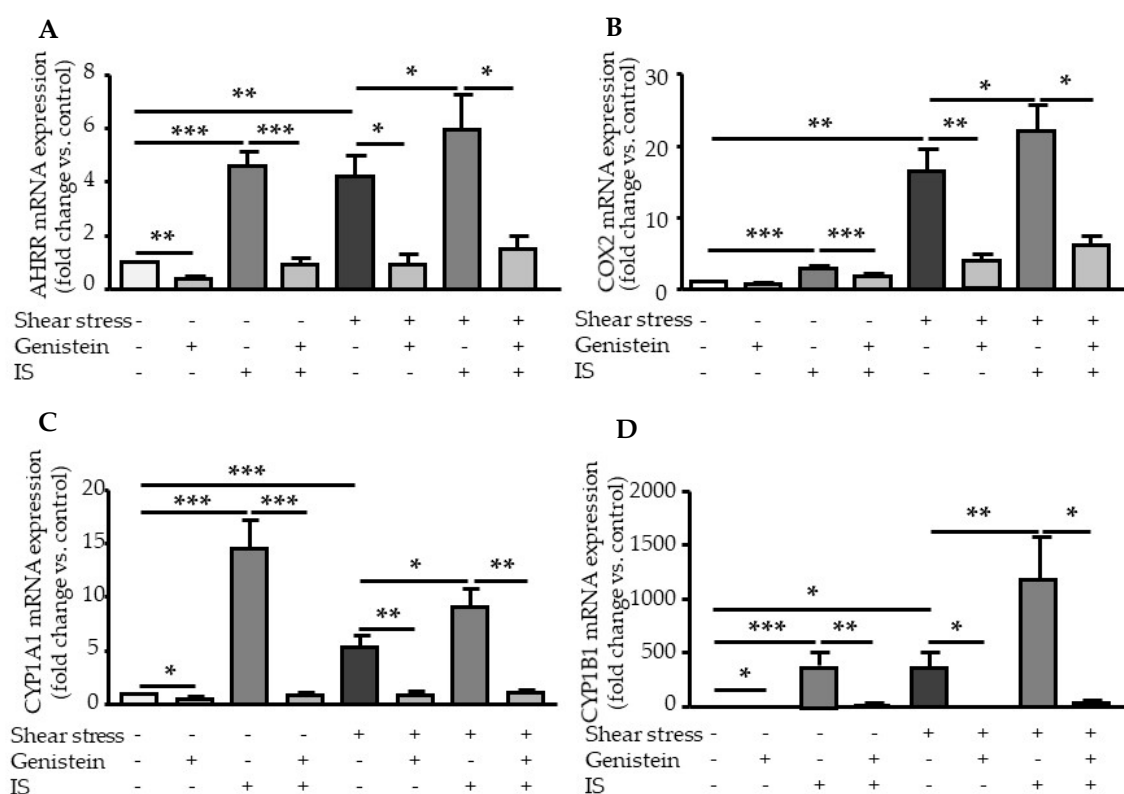 A
AHRR mRNA expression
(fold change vs. control)
8
6
4
2
0
**
*
*
***
***
*
**
Shear stress - - - - + + + +
Genistein - + - + - + - +
IS - - + + - - + +
B
COX2 mRNA expression
(fold change vs. control)
30
20
10
0
*
*
**
**
***
***
Shear stress - - - - + + + +
Genistein - + - + - + - +
IS - - + + - - + +
C
CYP1A1 mRNA expression
(fold change vs. control)
20
15
10
5
0
***
***
***
*
**
**
*
Shear stress - - - - + + + +
Genistein - + - + - + - +
IS - - + + - - + +
D
CYP1B1 mRNA expression
(fold change vs. control)
2000
1500
1000
500
0
**
*
*
***
**
*
*
Shear stress - - - - + + + +
Genistein - + - + - + - +
IS - - + + - - + +